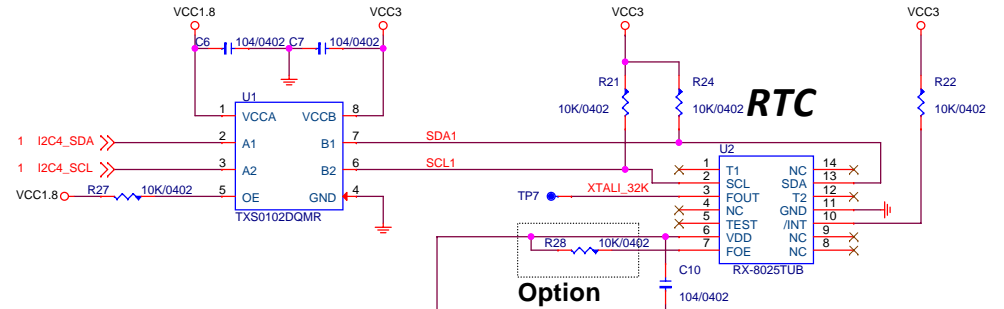 VCC1.8 VCC3 VCC3 VCC3
C6 104/0402 C7 104/0402
R21 R24 R22
10K/0402 10K/0402 10K/0402
RTC
U1
1 VCCA VCCB 8
1 I2C4_SDA 2 A1 B1 7 SDA1
1 I2C4_SCL 3 A2 B2 6 SCL1
VCC1.8 R27 10K/0402 5 OE GND 4
TXS0102DQMR
U2
1 T1 NC 14
2 SCL SDA 13
TP7 XTALI_32K 3 FOUT T2 12
4 NC GND 11
5 TEST /INT 10
6 VDD NC 9
R28 10K/0402 7 FOE NC 8
RX-8025TUB
C10
104/0402
Option